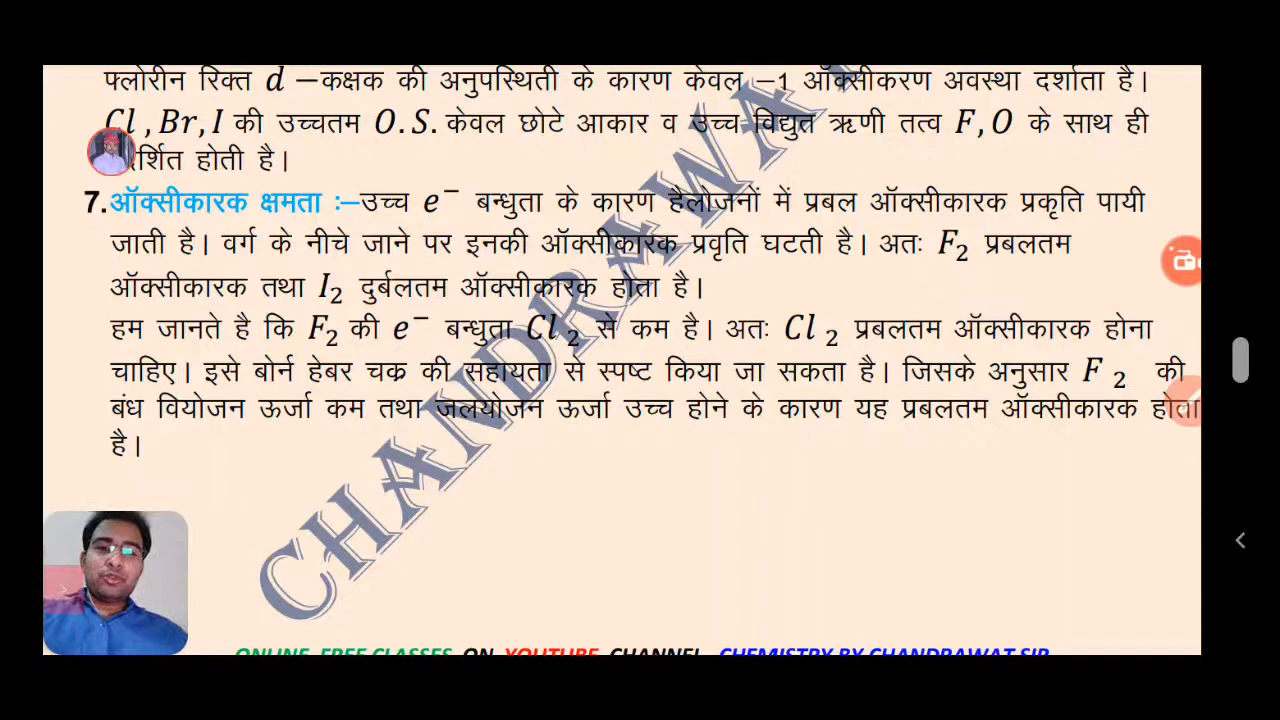 फ्लोरीन रिक्त d –कक्षक की अनुपस्थिती के कारण केवल –1 ऑक्सीकरण अवस्था दर्शाता है।
Cl, Br, I की उच्चतम O. S. केवल छोटे आकार व उच्च विद्युत ऋणी तत्व F, O के साथ ही
दर्शित होती है।
7. ऑक्सीकारक क्षमता :–उच्च e⁻ बन्धुता के कारण हैलोजनों में प्रबल ऑक्सीकारक प्रकृति पायी
जाती है। वर्ग के नीचे जाने पर इनकी ऑक्सीकारक प्रवृति घटती है। अतः F₂ प्रबलतम
ऑक्सीकारक तथा I₂ दुर्बलतम ऑक्सीकारक होता है।
हम जानते है कि F₂ की e⁻ बन्धुता Cl₂ से कम है। अतः Cl₂ प्रबलतम ऑक्सीकारक होना
चाहिए। इसे बोर्न हेबर चक्र की सहायता से स्पष्ट किया जा सकता है। जिसके अनुसार F₂ की
बंध वियोजन ऊर्जा कम तथा जलयोजन ऊर्जा उच्च होने के कारण यह प्रबलतम ऑक्सीकारक होता
है।
CHANDRAWAT
ONLINE FREE CLASSES ON YOUTUBE CHANNEL CHEMISTRY BY CHANDRAWAT SIR